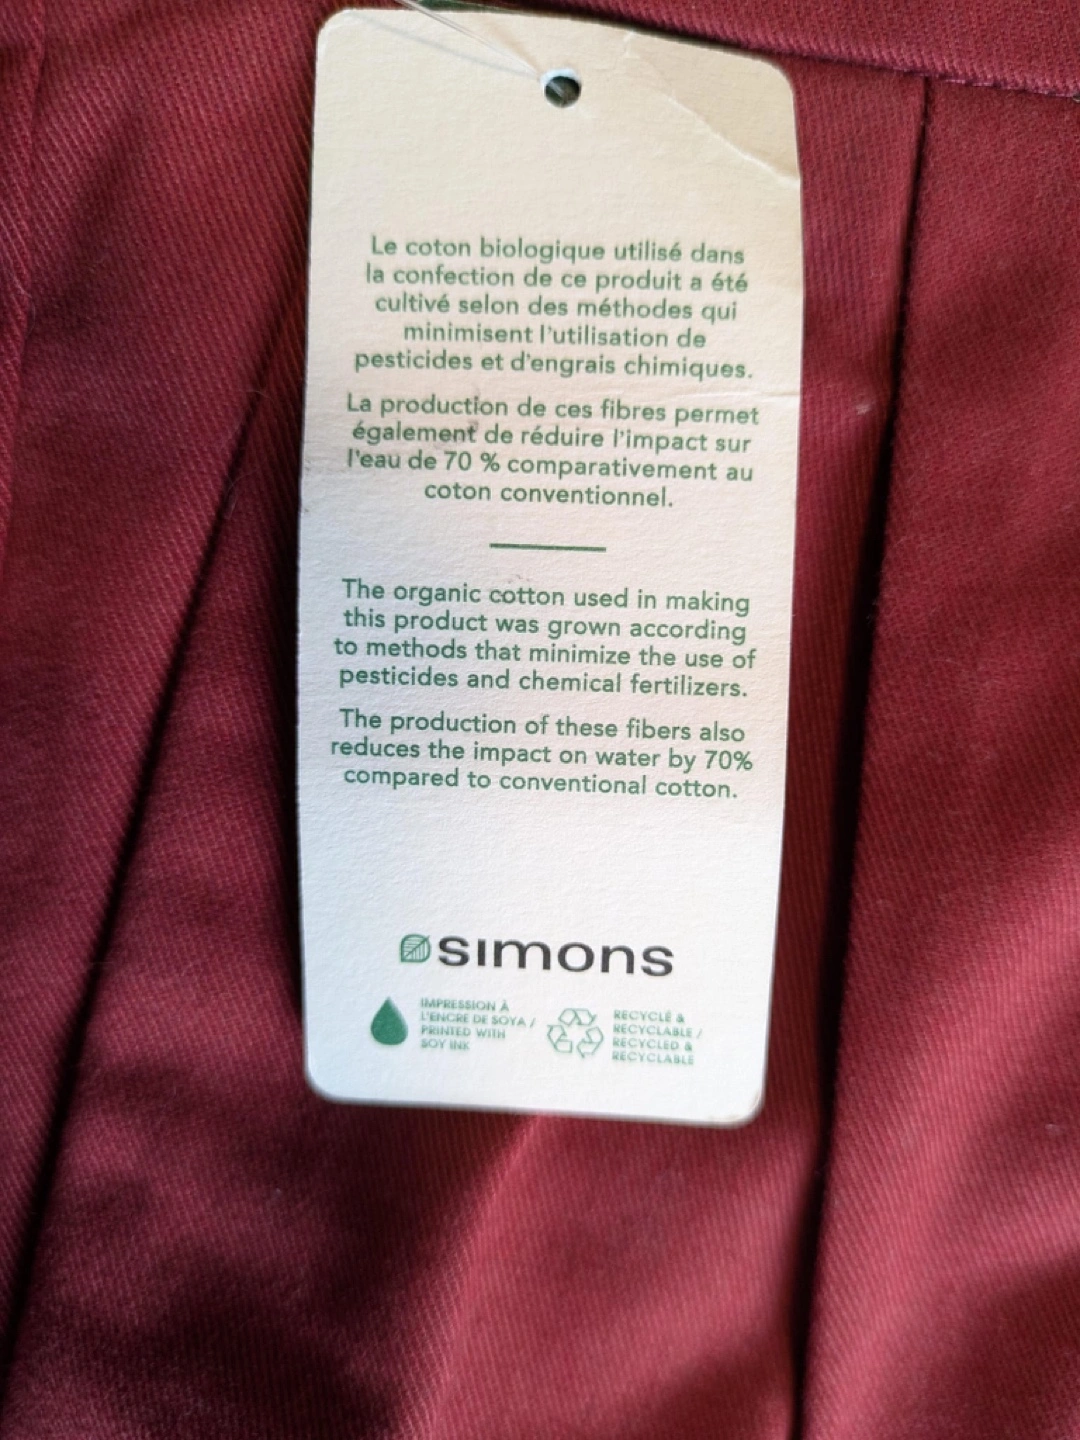 Le coton biologique utilisé dans
la confection de ce produit a été
cultivé selon des méthodes qui
minimisent l'utilisation de
pesticides et d'engrais chimiques.
La production de ces fibres permet
également de réduire l'impact sur
l'eau de 70 % comparativement au
coton conventionnel.
The organic cotton used in making
this product was grown according
to methods that minimize the use of
pesticides and chemical fertilizers.
The production of these fibers also
reduces the impact on water by 70%
compared to conventional cotton.
sımons
IMPRESSION À
L'ENCRE DE SOYA /
PRINTED WITH
SOY INK
RECYCLÉ &
RECYCLABLE /
RECYCLED &
RECYCLABLE